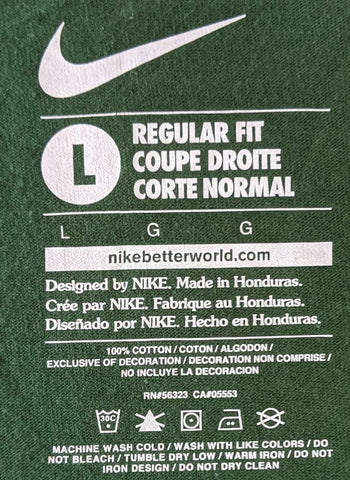 L
REGULAR FIT
COUPE DROITE
CORTE NORMAL
L G G
nikebetterworld.com
Designed by NIKE. Made in Honduras.
Crée par NIKE. Fabrique au Honduras.
Diseñado por NIKE. Hecho en Honduras.
100% COTTON / COTON / ALGODON /
EXCLUSIVE OF DECORATION / DECORATION NON COMPRISE /
NO INCLUYE LA DECORACION
RN#56323 CA#05553
30C
MACHINE WASH COLD / WASH WITH LIKE COLORS / DO
NOT BLEACH / TUMBLE DRY LOW / WARM IRON / DO NOT
IRON DESIGN / DO NOT DRY CLEAN